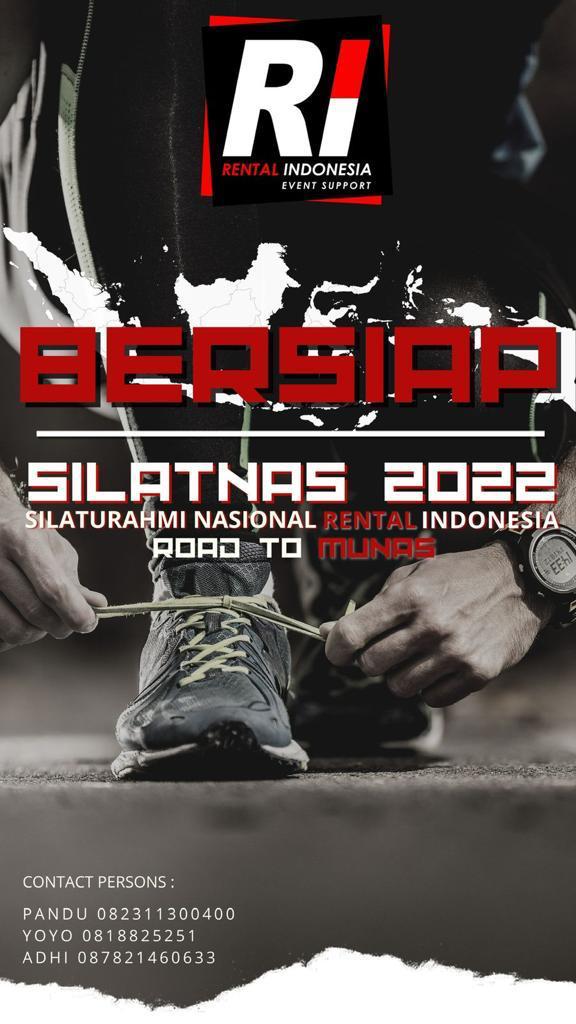 RI
RENTAL INDONESIA
EVENT SUPPORT
BERSIAP
SILATNAS 2022
SILATURAHMI NASIONAL RENTAL INDONESIA
ROAD TO MUNAS
CONTACT PERSONS :
PANDU 082311300400
YOYO 0818825251
ADHI 087821460633